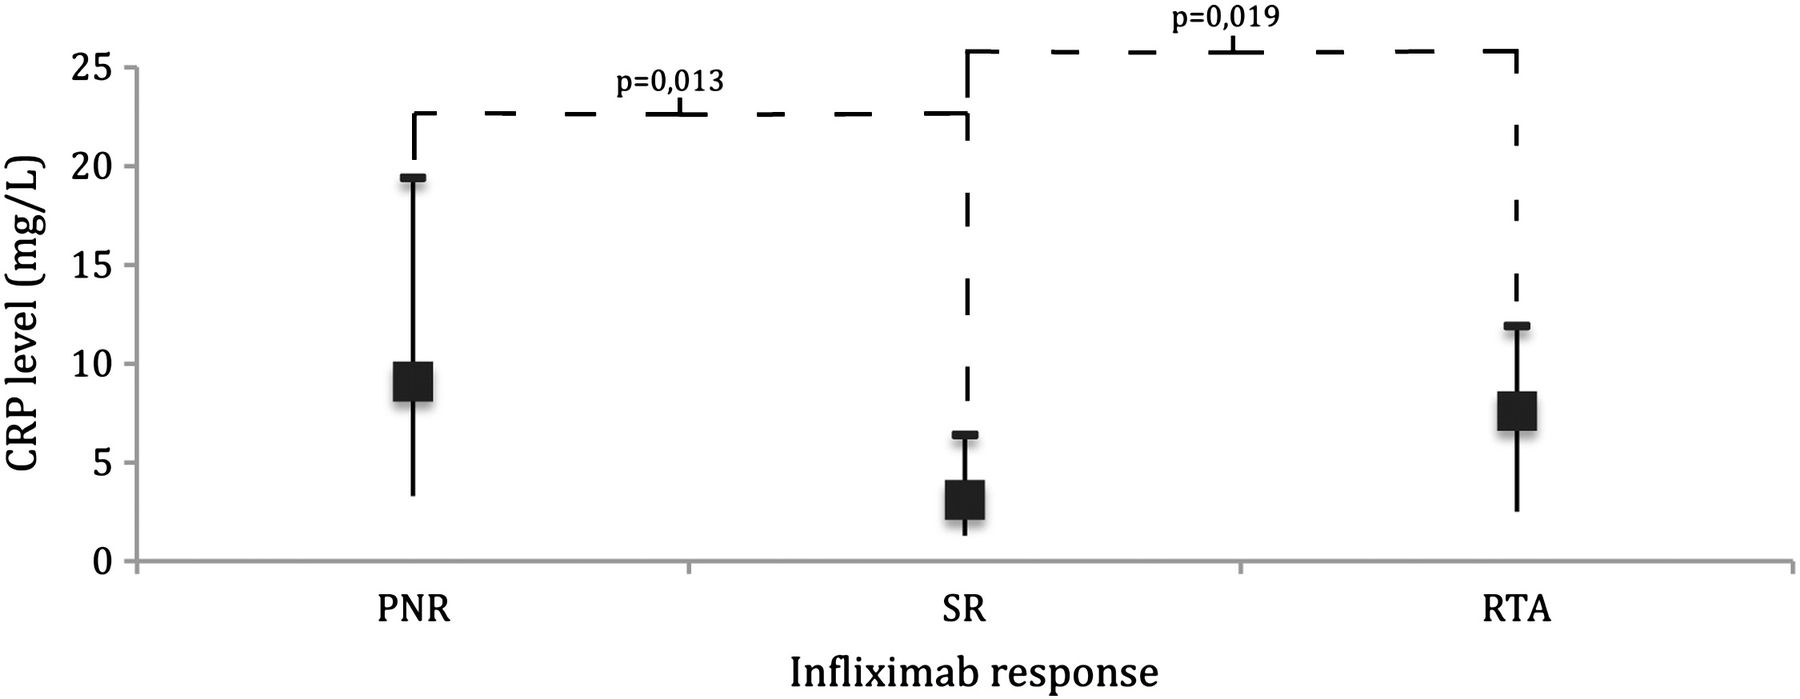 p=0,019
p=0,013
25
20
15
10
5
0
CRP level (mg/L)
PNR
SR
RTA
Infliximab response